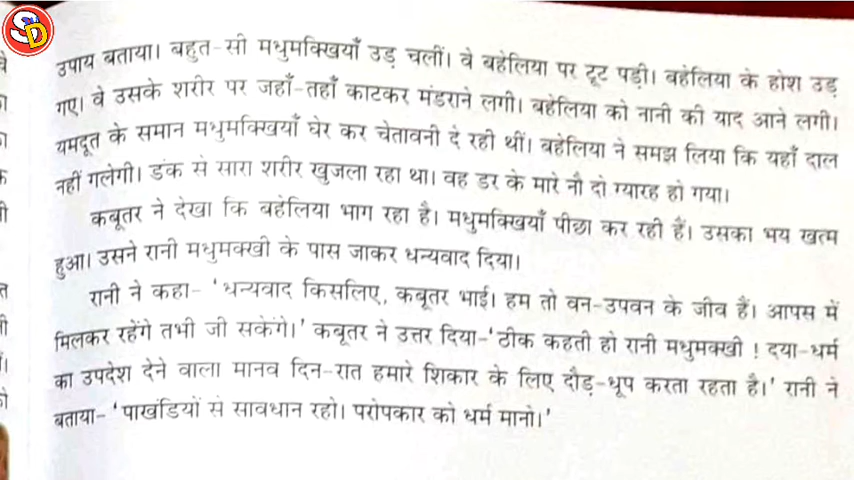 SD
उपाय बताया। बहुत-सी मधुमक्खियाँ उड़ चलीं। वे बहेलिया पर टूट पड़ी। बहेलिया के होश उड़
गए। वे उसके शरीर पर जहाँ-तहाँ काटकर मंडराने लगी। बहेलिया को नानी की याद आने लगी।
यमदूत के समान मधुमक्खियाँ घेर कर चेतावनी दे रही थीं। बहेलिया ने समझ लिया कि यहाँ दाल
नहीं गलेगी। डंक से सारा शरीर खुजला रहा था। वह डर के मारे नौ दो ग्यारह हो गया।
कबूतर ने देखा कि बहेलिया भाग रहा है। मधुमक्खियाँ पीछा कर रही हैं। उसका भय खत्म
हुआ। उसने रानी मधुमक्खी के पास जाकर धन्यवाद दिया।
रानी ने कहा- 'धन्यवाद किसलिए, कबूतर भाई। हम तो वन-उपवन के जीव हैं। आपस में
मिलकर रहेंगे तभी जी सकेंगे।' कबूतर ने उत्तर दिया-'ठीक कहती हो रानी मधुमक्खी ! दया-धर्म
का उपदेश देने वाला मानव दिन-रात हमारे शिकार के लिए दौड़-धूप करता रहता है।' रानी ने
बताया- 'पाखंडियों से सावधान रहो। परोपकार को धर्म मानो।'